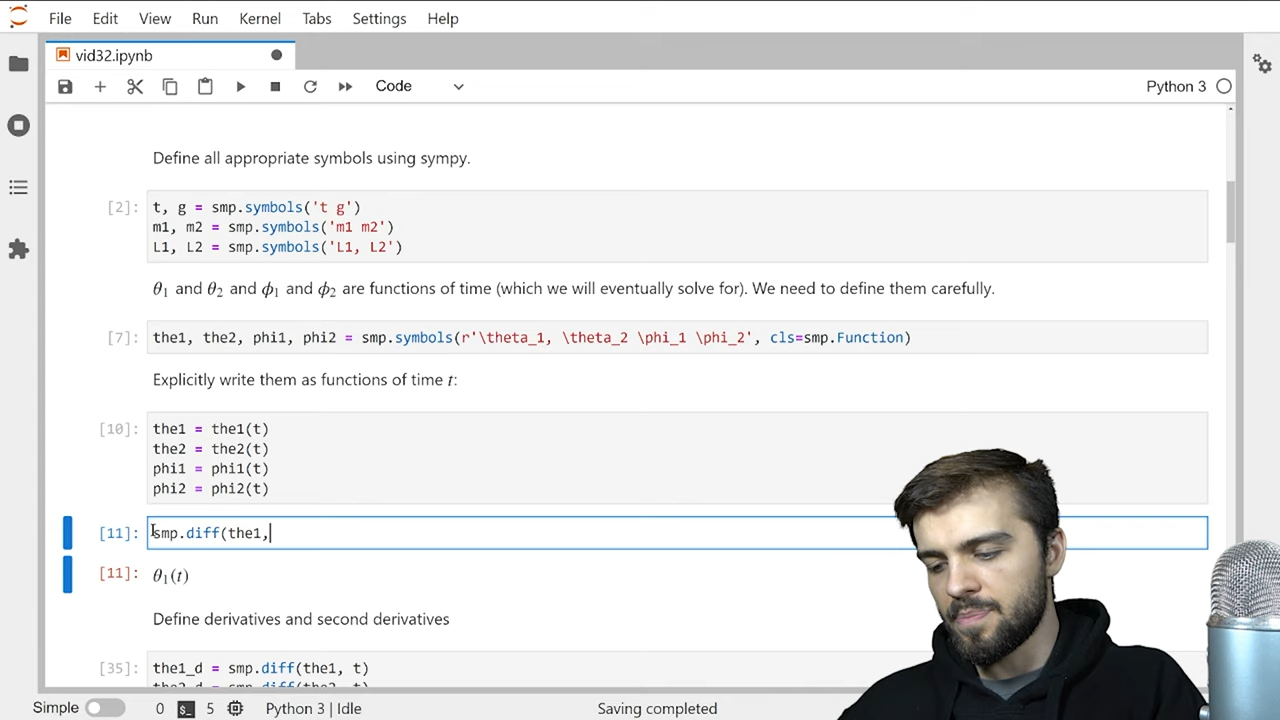 File Edit View Run Kernel Tabs Settings Help
vid32.ipynb
Code
Python 3
Define all appropriate symbols using sympy.
[2]: t, g = smp.symbols('t g')
m1, m2 = smp.symbols('m1 m2')
L1, L2 = smp.symbols('L1, L2')
θ₁ and θ₂ and ϕ₁ and ϕ₂ are functions of time (which we will eventually solve for). We need to define them carefully.
[7]: the1, the2, phi1, phi2 = smp.symbols(r'\theta_1, \theta_2 \phi_1 \phi_2', cls=smp.Function)
Explicitly write them as functions of time t:
[10]: the1 = the1(t)
the2 = the2(t)
phi1 = phi1(t)
phi2 = phi2(t)
[11]: smp.diff(the1,
[11]: θ₁(t)
Define derivatives and second derivatives
[35]: the1_d = smp.diff(the1, t)
Simple 0 5 Python 3 | Idle Saving completed